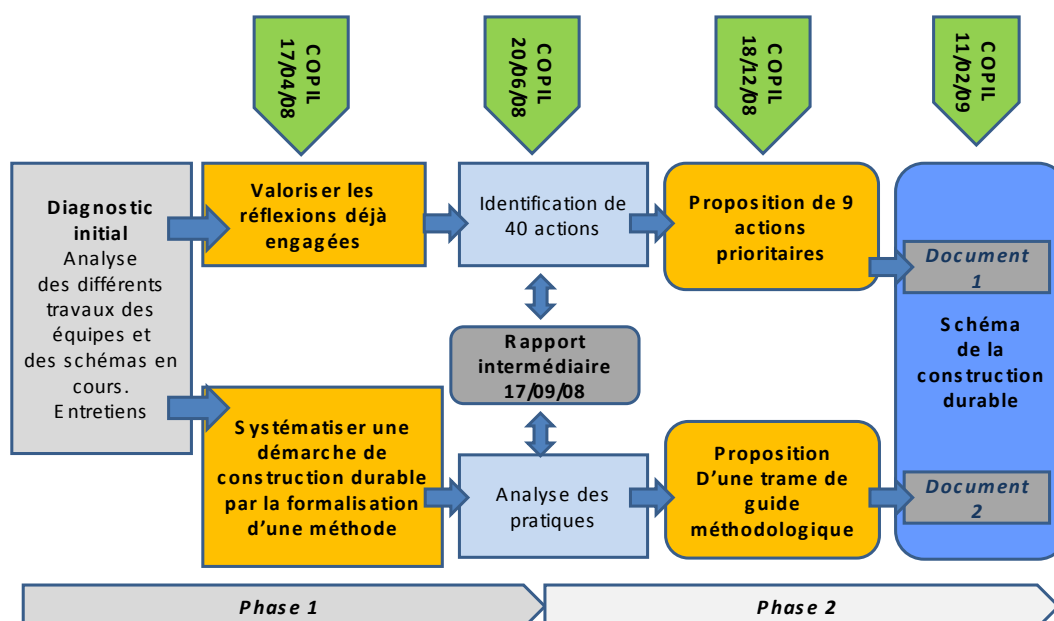 COPIL
17/04/08
COPIL
20/06/08
COPIL
18/12/08
COPIL
11/02/09
Diagnostic
initial
Analyse
des différents
travaux des
équipes et
des schémas en
cours.
Entretiens
Valoriser les
réflexions déjà
engagées
Identification de
40 actions
Proposition de 9
actions
prioritaires
Document
1
Rapport
intermédiaire
17/09/08
Schéma
de la
construction
durable
Systématiser une
démarche de
construction durable
par la formalisation
d’une méthode
Analyse des
pratiques
Proposition
D’une trame de
guide
méthodologique
Document
2
Phase 1
Phase 2